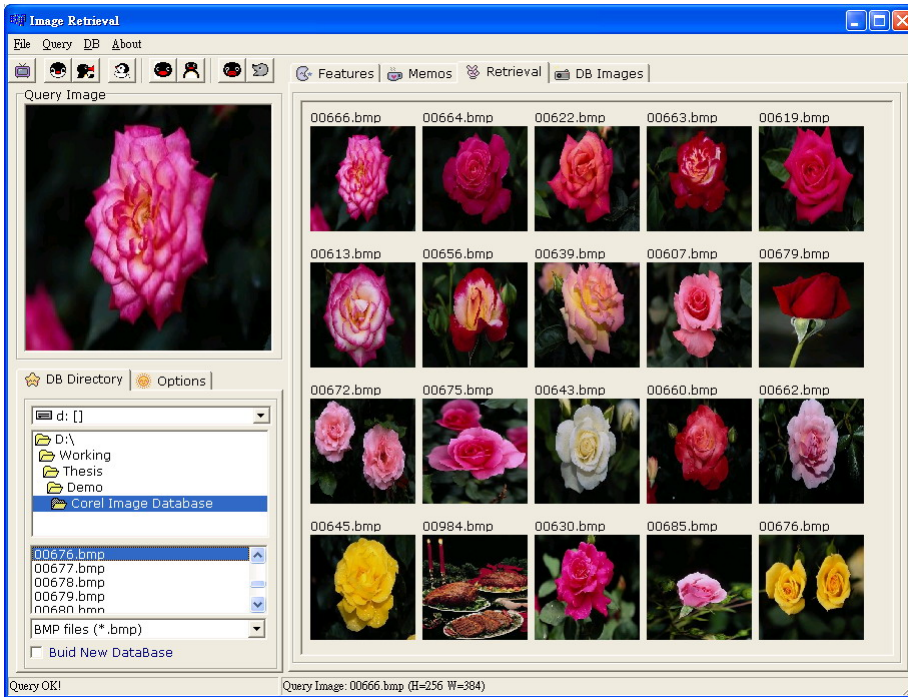 Image Retrieval
File Query DB About
Features Memos Retrieval DB Images
Query Image
00666.bmp 00664.bmp 00622.bmp 00663.bmp 00619.bmp
00613.bmp 00656.bmp 00639.bmp 00607.bmp 00679.bmp
00672.bmp 00675.bmp 00643.bmp 00660.bmp 00662.bmp
00645.bmp 00984.bmp 00630.bmp 00685.bmp 00676.bmp
DB Directory Options
d: []
D:\
Working
Thesis
Demo
Corel Image Database
00676.bmp
00677.bmp
00678.bmp
00679.bmp
00680.bmp
BMP files (*.bmp)
Buid New DataBase
Query OK!
Query Image: 00666.bmp (H=256 W=384)